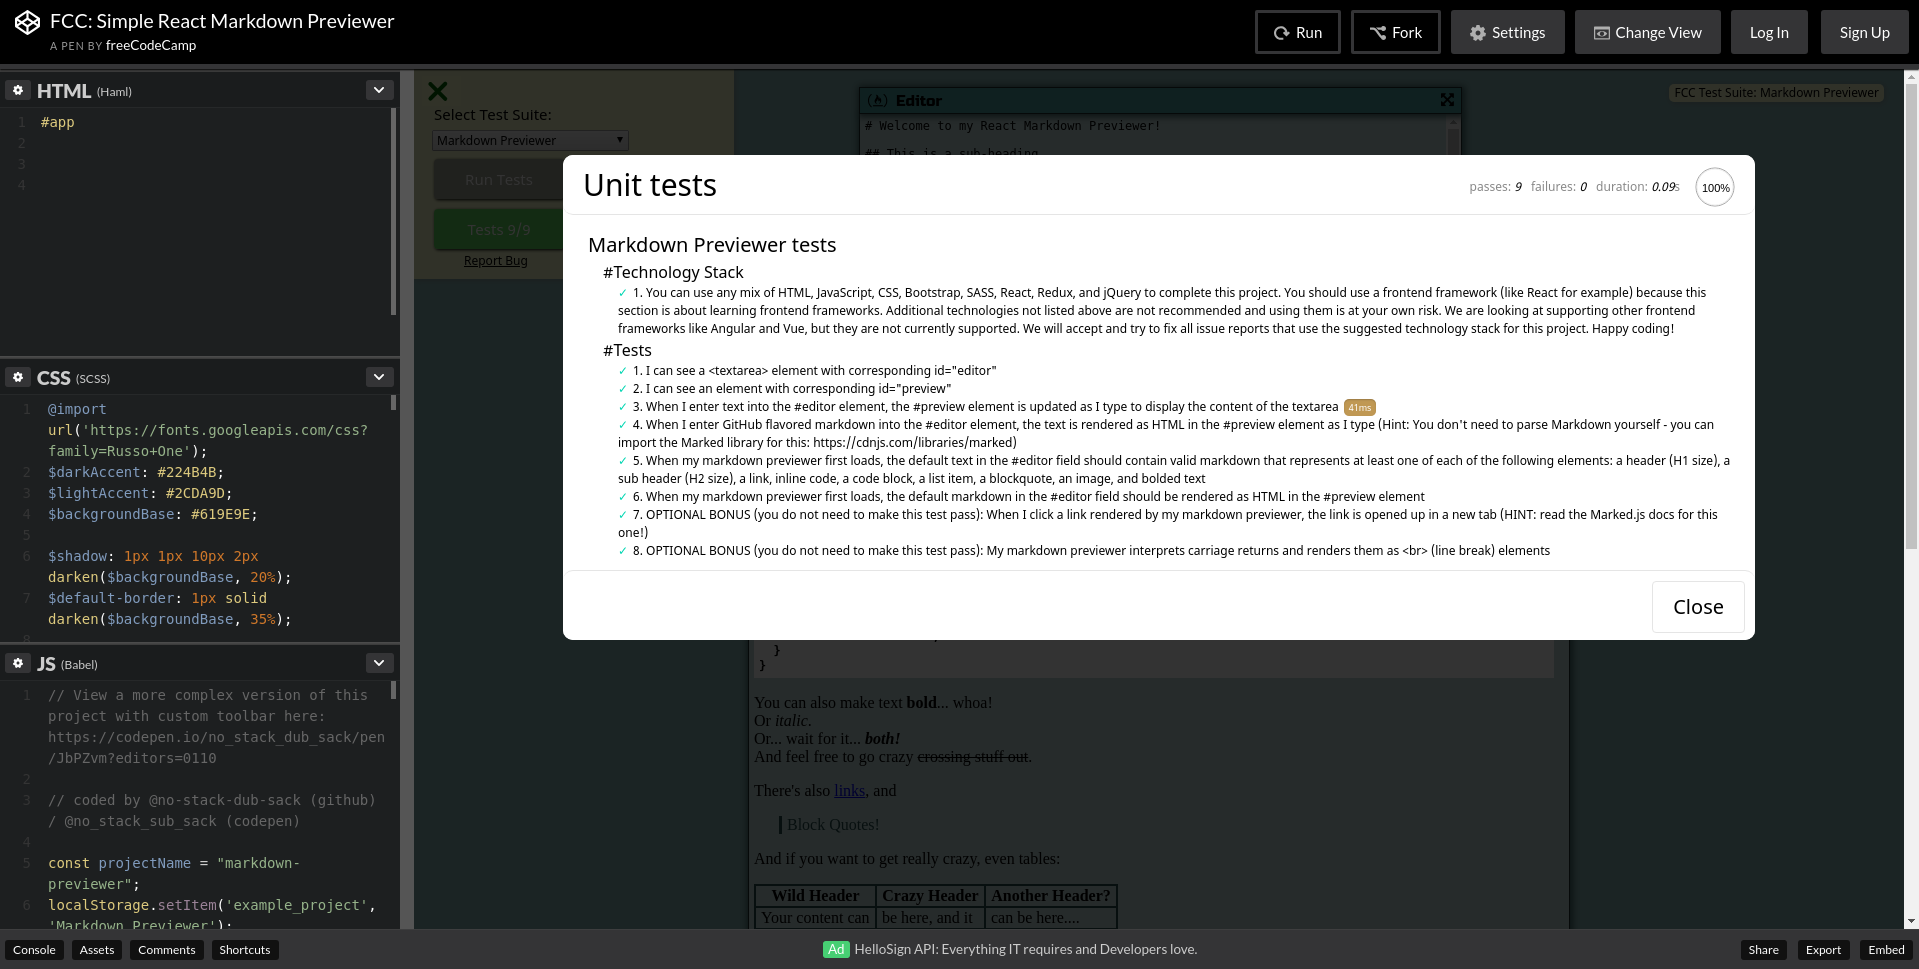 FCC: Simple React Markdown Previewer
A PEN BY freeCodeCamp
Run
Fork
Settings
Change View
Log In
Sign Up
HTML (Haml)
1 #app
2
3
4
CSS (SCSS)
1 @import
url('https://fonts.googleapis.com/css?
family=Russo+One');
2 $darkAccent: #224B4B;
3 $lightAccent: #2CDA9D;
4 $backgroundBase: #619E9E;
5
6 $shadow: 1px 1px 10px 2px
darken($backgroundBase, 20%);
7 $default-border: 1px solid
darken($backgroundBase, 35%);
8
JS (Babel)
1 // View a more complex version of this
project with custom toolbar here:
https://codepen.io/no_stack_dub_sack/pen
/JbPZvm?editors=0110
2
3 // coded by @no-stack-dub-sack (github)
/ @no_stack_sub_sack (codepen)
4
5 const projectName = "markdown-
previewer";
6 localStorage.setItem('example_project',
'Markdown Previewer');
Select Test Suite:
Markdown Previewer
Run Tests
Tests 9/9
Report Bug
Editor
# Welcome to my React Markdown Previewer!
## This is a sub-heading
FCC Test Suite: Markdown Previewer
Unit tests
passes: 9 failures: 0 duration: 0.09s 100%
Markdown Previewer tests
#Technology Stack
✓ 1. You can use any mix of HTML, JavaScript, CSS, Bootstrap, SASS, React, Redux, and jQuery to complete this project. You should use a frontend framework (like React for example) because this
section is about learning frontend frameworks. Additional technologies not listed above are not recommended and using them is at your own risk. We are looking at supporting other frontend
frameworks like Angular and Vue, but they are not currently supported. We will accept and try to fix all issue reports that use the suggested technology stack for this project. Happy coding!
#Tests
✓ 1. I can see a <textarea> element with corresponding id="editor"
✓ 2. I can see an element with corresponding id="preview"
✓ 3. When I enter text into the #editor element, the #preview element is updated as I type to display the content of the textarea 41ms
✓ 4. When I enter GitHub flavored markdown into the #editor element, the text is rendered as HTML in the #preview element as I type (Hint: You don't need to parse Markdown yourself - you can
import the Marked library for this: https://cdnjs.com/libraries/marked)
✓ 5. When my markdown previewer first loads, the default text in the #editor field should contain valid markdown that represents at least one of each of the following elements: a header (H1 size), a
sub header (H2 size), a link, inline code, a code block, a list item, a blockquote, an image, and bolded text
✓ 6. When my markdown previewer first loads, the default markdown in the #editor field should be rendered as HTML in the #preview element
✓ 7. OPTIONAL BONUS (you do not need to make this test pass): When I click a link rendered by my markdown previewer, the link is opened up in a new tab (HINT: read the Marked.js docs for this
one!)
✓ 8. OPTIONAL BONUS (you do not need to make this test pass): My markdown previewer interprets carriage returns and renders them as <br> (line break) elements
Close
}
}
You can also make text bold... whoa!
Or italic.
Or... wait for it... both!
And feel free to go crazy crossing stuff out.
There's also links, and
Block Quotes!
And if you want to get really crazy, even tables:
Wild Header Crazy Header Another Header?
Your content can be here, and it can be here....
Console
Assets
Comments
Shortcuts
Ad HelloSign API: Everything IT requires and Developers love.
Share
Export
Embed